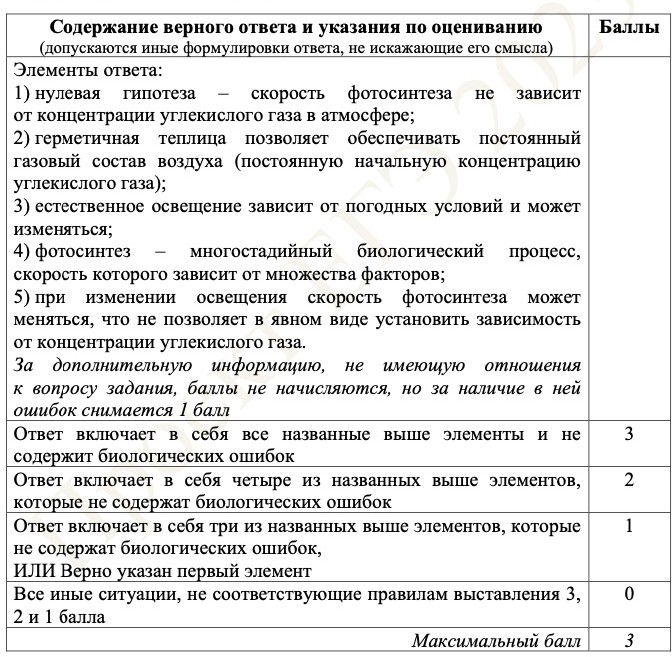 Содержание верного ответа и указания по оцениванию
(допускаются иные формулировки ответа, не искажающие его смысла)
Баллы
Элементы ответа:
1) нулевая гипотеза – скорость фотосинтеза не зависит
от концентрации углекислого газа в атмосфере;
2) герметичная теплица позволяет обеспечивать постоянный
газовый состав воздуха (постоянную начальную концентрацию
углекислого газа);
3) естественное освещение зависит от погодных условий и может
изменяться;
4) фотосинтез – многостадийный биологический процесс,
скорость которого зависит от множества факторов;
5) при изменении освещения скорость фотосинтеза может
меняться, что не позволяет в явном виде установить зависимость
от концентрации углекислого газа.
За дополнительную информацию, не имеющую отношения
к вопросу задания, баллы не начисляются, но за наличие в ней
ошибок снимается 1 балл
Ответ включает в себя все названные выше элементы и не
содержит биологических ошибок
3
Ответ включает в себя четыре из названных выше элементов,
которые не содержат биологических ошибок
2
Ответ включает в себя три из названных выше элементов, которые
не содержат биологических ошибок,
ИЛИ Верно указан первый элемент
1
Все иные ситуации, не соответствующие правилам выставления 3,
2 и 1 балла
0
Максимальный балл
3